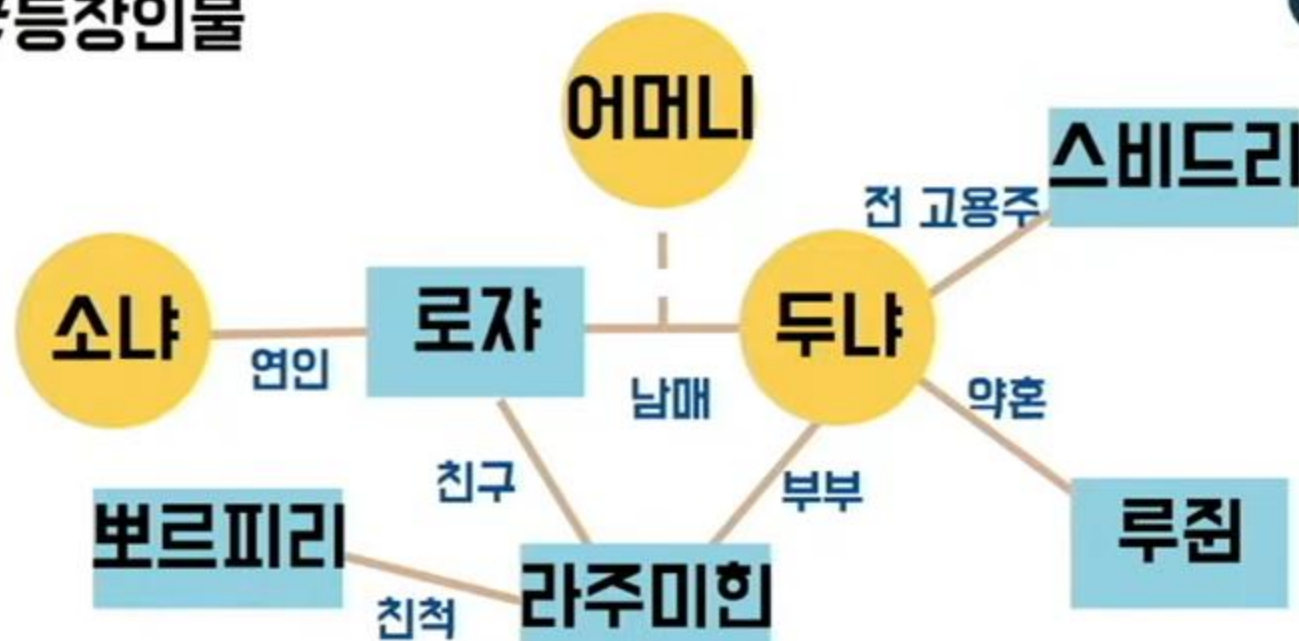 등장인물
어머니
스비드리
전 고용주
소냐
로쟈
두냐
연인
남매
약혼
친구
부부
뽀르피리
루쥔
라주미힌
친척